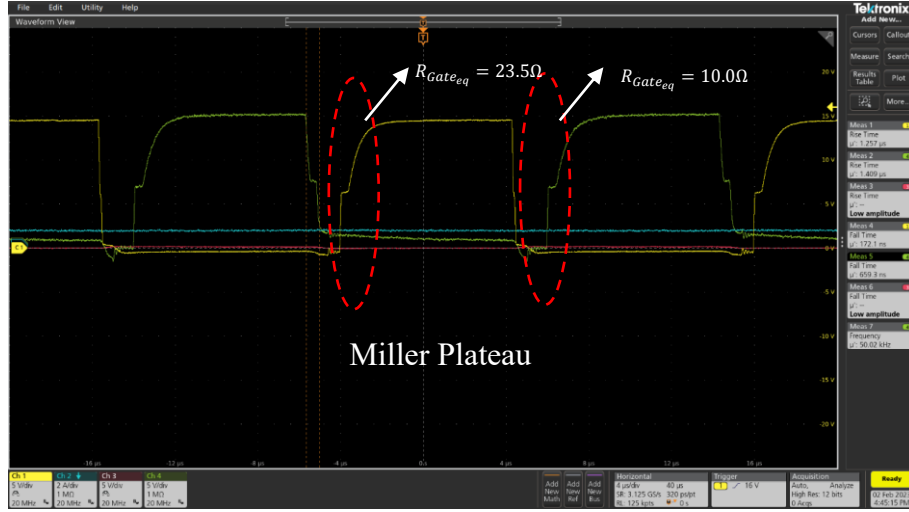 File Edit Utility Help
Tektronix
Waveform View
Add New...
Cursors Callout
Measure Search
Results Table Plot
More...
R_{Gate_{eq}} = 23.5Ω
R_{Gate_{eq}} = 10.0Ω
T
20 V
15 V
10 V
5 V
0 V
-5 V
-10 V
-15 V
-20 V
C1
Miller Plateau
-16 μs -12 μs -8 μs -4 μs 0 s 4 μs 8 μs 12 μs 16 μs
Meas 1
Rise Time
μ': 1.257 μs
Meas 2
Rise Time
μ': 1.409 μs
Meas 3
Rise Time
μ': --
Low amplitude
Meas 4
Fall Time
μ': 172.1 ns
Meas 5
Fall Time
μ': 659.3 ns
Meas 6
Fall Time
μ': --
Low amplitude
Meas 7
Frequency
μ': 50.02 kHz
Ch 1
5 V/div
20 MHz
Ch 2
2 A/div
1 MΩ
20 MHz
Ch 3
5 V/div
20 MHz
Ch 4
5 V/div
1 MΩ
20 MHz
Add New Math
Add New Ref
Add New Bus
Horizontal
4 μs/div 40 μs
SR: 3.125 GS/s 320 ps/pt
RL: 125 kpts 0 s
Trigger
1 16 V
Acquisition
Auto, Analyze
High Res: 12 bits
0 Acqs
Ready
02 Feb
4:45:15 PM